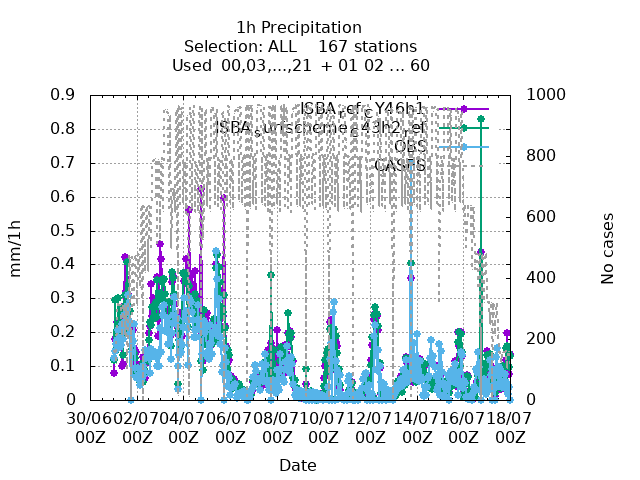 1h Precipitation
Selection: ALL    167 stations
Used  00,03,...,21  + 01 02 ... 60
0.9
0.8
0.7
0.6
0.5
0.4
0.3
0.2
0.1
0
1000
800
600
400
200
0
mm/1h
No cases
ISBA_ref_CY46h1
OBS
CASES
30/06 02/07 04/07 06/07 08/07 10/07 12/07 14/07 16/07 18/07
00Z 00Z 00Z 00Z 00Z 00Z 00Z 00Z 00Z 00Z
Date